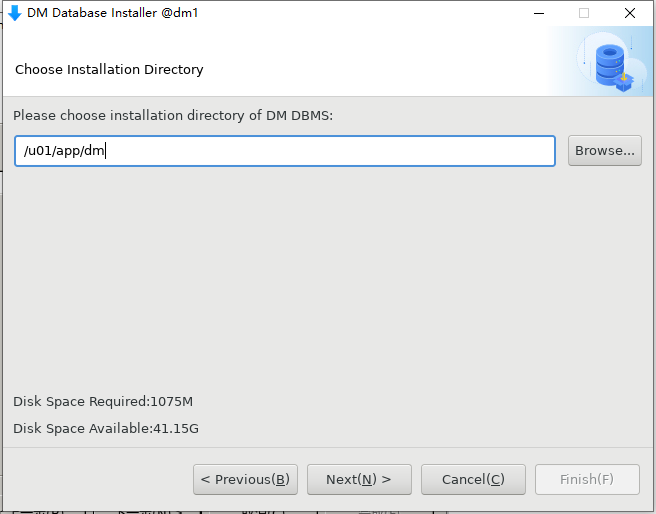 DM Database Installer @dm1
Choose Installation Directory
Please choose installation directory of DM DBMS:
/u01/app/dm
Browse...
Disk Space Required:1075M
Disk Space Available:41.15G
< Previous(B)
Next(N) >
Cancel(C)
Finish(F)